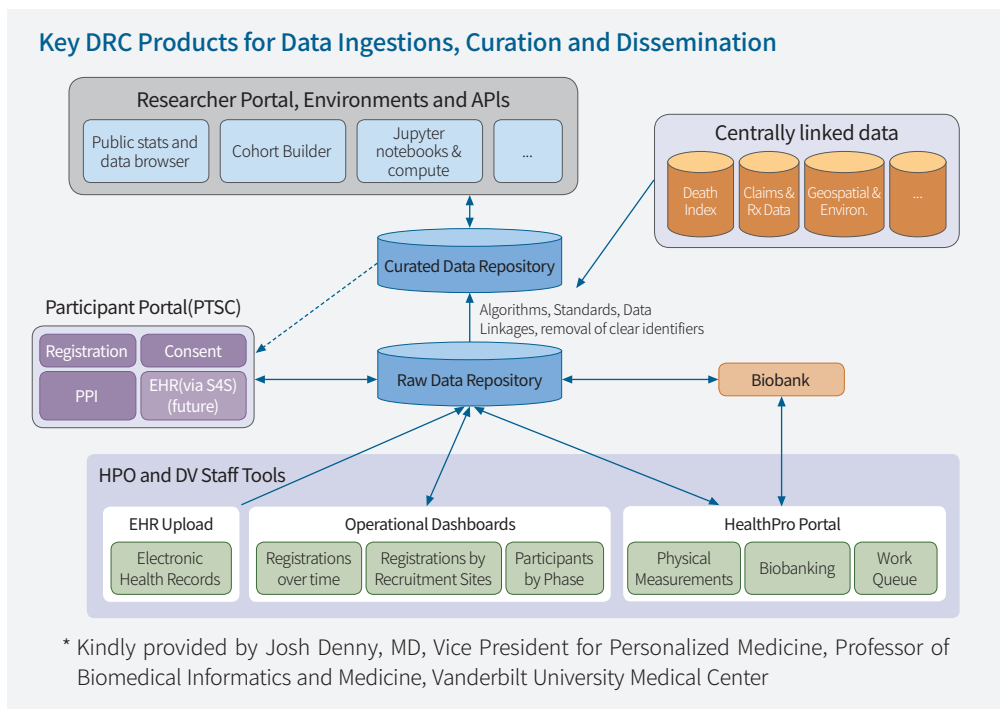 Key DRC Products for Data Ingestions, Curation and Dissemination
Researcher Portal, Environments and APIs
Public stats and
data browser
Cohort Builder
Jupyter
notebooks &
compute
...
Centrally linked data
Death
Index
Claims &
Rx Data
Geospatial &
Environ.
...
Curated Data Repository
Algorithms, Standards, Data
Linkages, removal of clear identifiers
Participant Portal(PTSC)
Registration
Consent
PPI
EHR(via S4S)
(future)
Raw Data Repository
Biobank
HPO and DV Staff Tools
EHR Upload
Electronic
Health Records
Operational Dashboards
Registrations
over time
Registrations by
Recruitment Sites
Participants
by Phase
HealthPro Portal
Physical
Measurements
Biobanking
Work
Queue
* Kindly provided by Josh Denny, MD, Vice President for Personalized Medicine, Professor of
Biomedical Informatics and Medicine, Vanderbilt University Medical Center